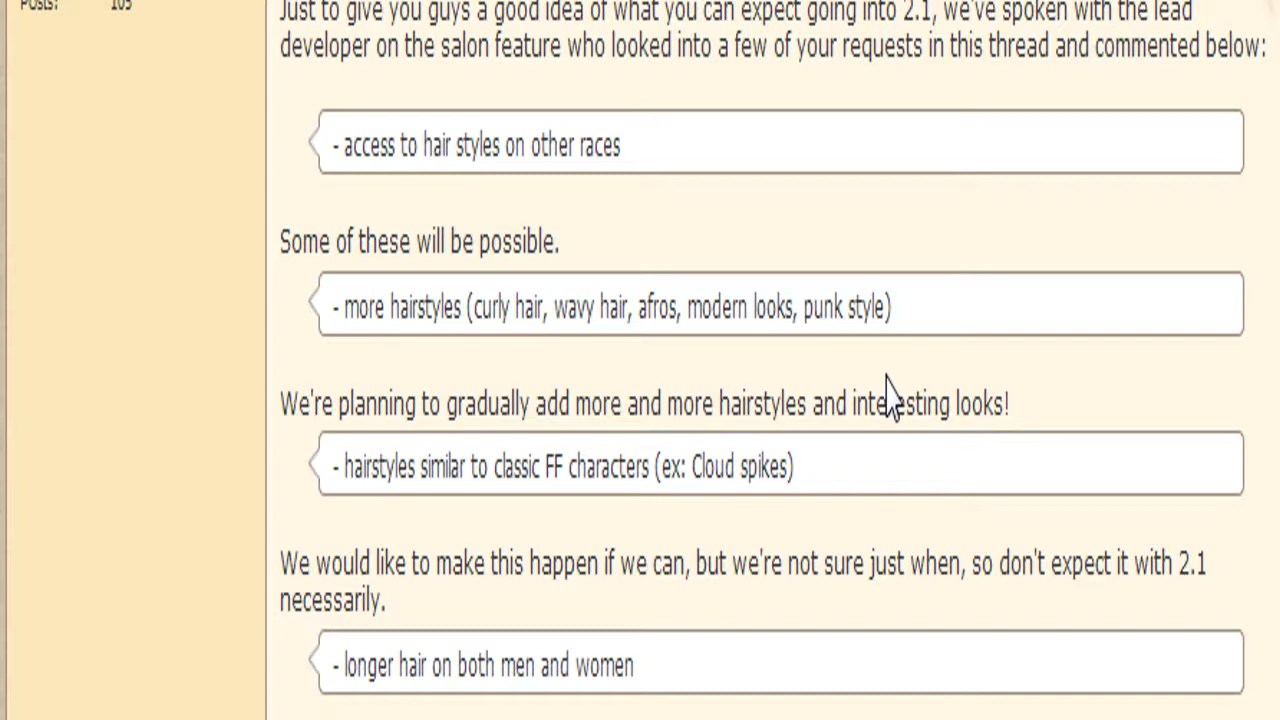 Posts: 105
Just to give you guys a good idea of what you can expect going into 2.1, we've spoken with the lead
developer on the salon feature who looked into a few of your requests in this thread and commented below:
- access to hair styles on other races
Some of these will be possible.
- more hairstyles (curly hair, wavy hair, afros, modern looks, punk style)
We're planning to gradually add more and more hairstyles and interesting looks!
- hairstyles similar to classic FF characters (ex: Cloud spikes)
We would like to make this happen if we can, but we're not sure just when, so don't expect it with 2.1
necessarily.
- longer hair on both men and women